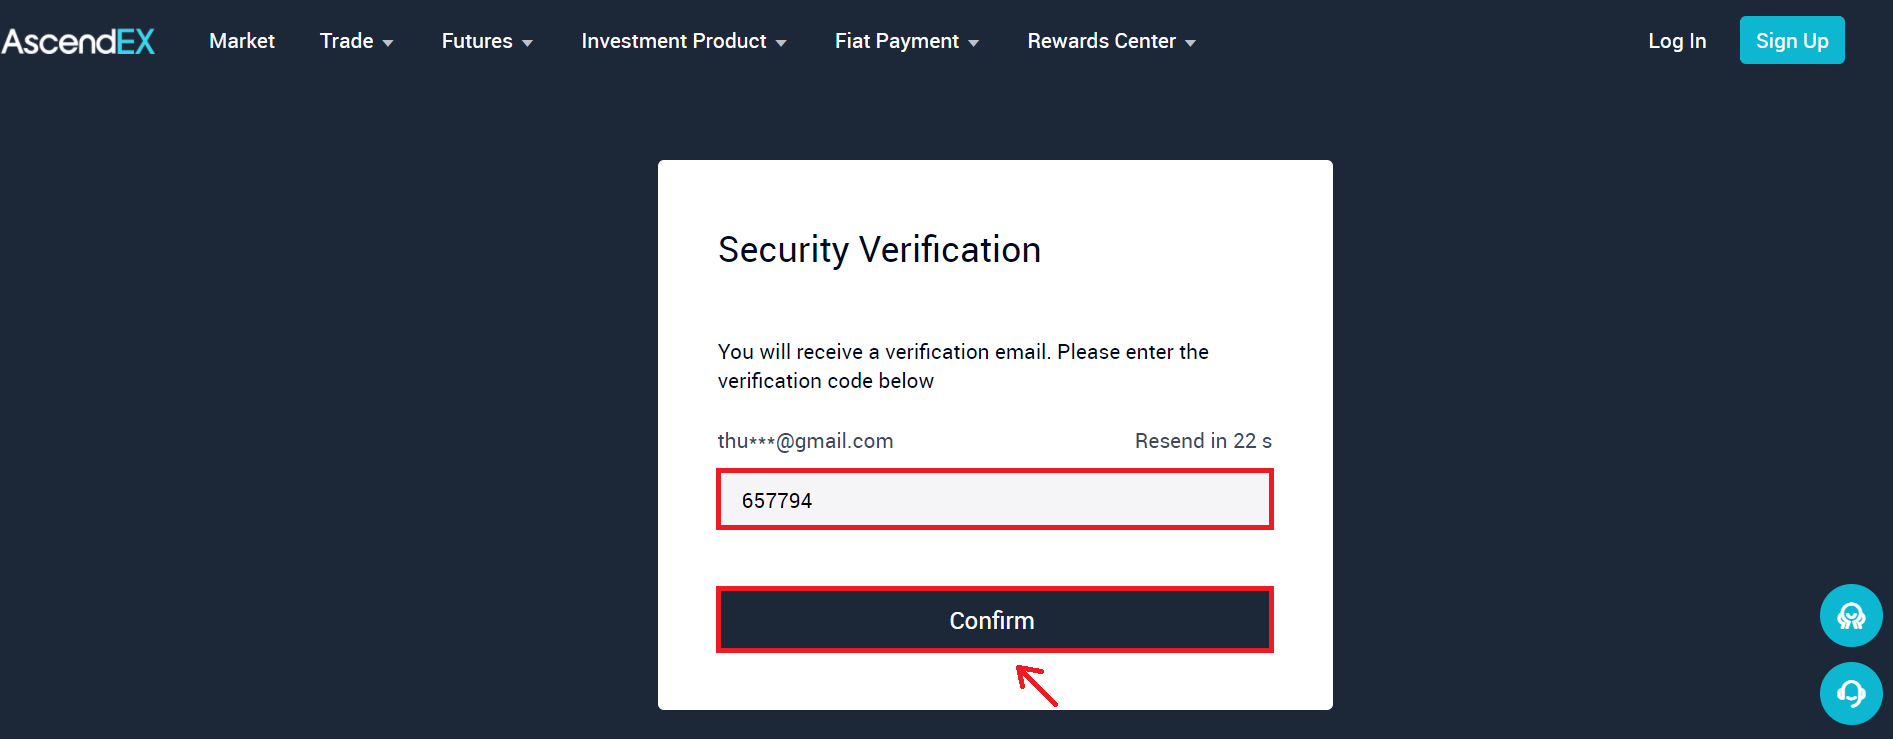 AscendEX Market Trade Futures Investment Product Fiat Payment Rewards Center Log In Sign Up
Security Verification
You will receive a verification email. Please enter the
verification code below
thu***@gmail.com Resend in 22 s
657794
Confirm